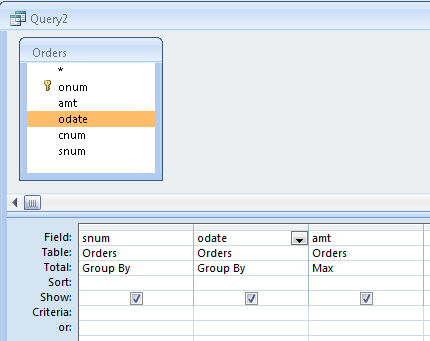 Query2
Orders
*
onum
amt
odate
cnum
snum
Field: snum odate amt
Table: Orders Orders Orders
Total: Group By Group By Max
Sort:
Show:
Criteria:
or: